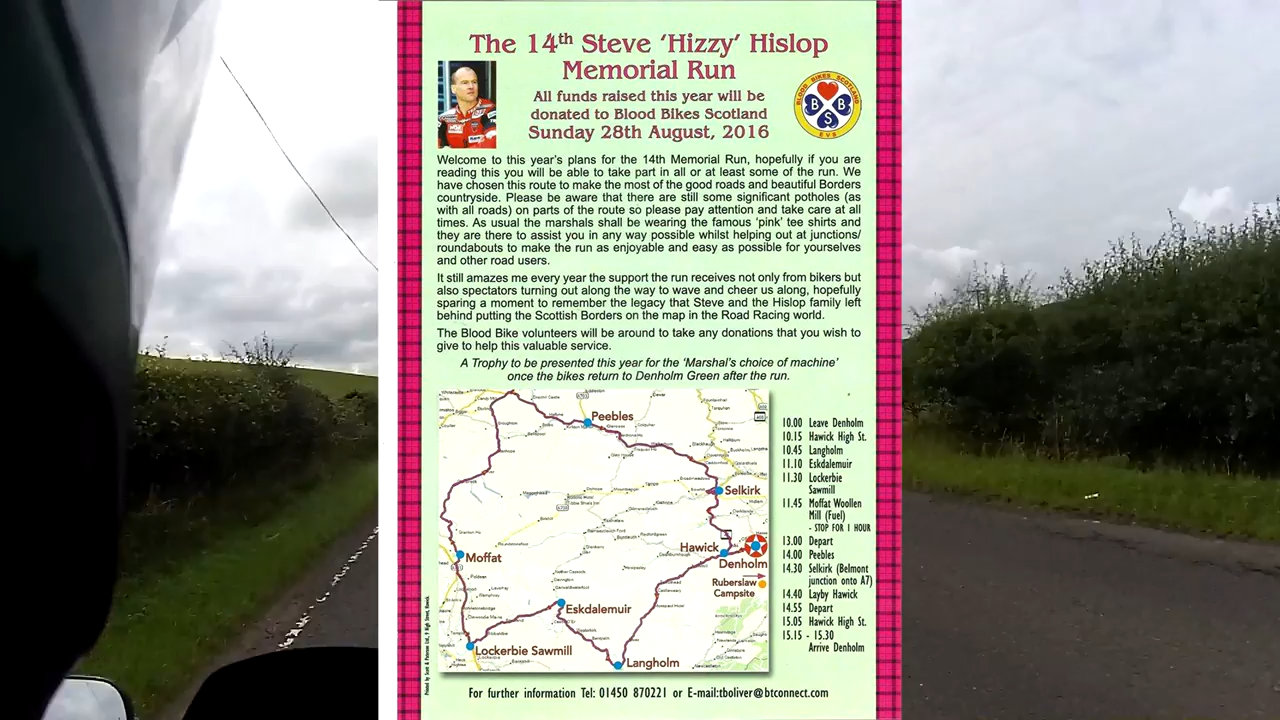 The 14th Steve 'Hizzy' Hislop
Memorial Run
All funds raised this year will be
donated to Blood Bikes Scotland
Sunday 28th August, 2016
BLOOD BIKES SCOTLAND
B B
S
EVS
Welcome to this year's plans for the 14th Memorial Run, hopefully if you are
reading this you will be able to take part in all or at least some of the run. We
have chosen this route to make the most of the good roads and beautiful Borders
countryside. Please be aware that there are still some significant potholes (as
with all roads) on parts of the route so please pay attention and take care at all
times. As usual the marshals shall be wearing the famous 'pink' tee shirts and
they are there to assist you in any way possible whilst helping out at junctions/
roundabouts to make the run as enjoyable and easy as possible for yourselves
and other road users.
It still amazes me every year the support the run receives not only from bikers but
also spectators turning out along the way to wave and cheer us along, hopefully
sparing a moment to remember the legacy that Steve and the Hislop family left
behind putting the Scottish Borders on the map in the Road Racing world.
The Blood Bike volunteers will be around to take any donations that you wish to
give to help this valuable service.
A Trophy to be presented this year for the 'Marshal's choice of machine'
once the bikes return to Denholm Green after the run.
Peebles
Selkirk
Hawick
Denholm
Ruberslaw
Campsite
Moffat
Eskdalemuir
Lockerbie Sawmill
Langholm
10.00 Leave Denholm
10.15 Hawick High St.
10.45 Langholm
11.10 Eskdalemuir
11.30 Lockerbie
Sawmill
11.45 Moffat Woollen
Mill (Fuel)
- STOP FOR 1 HOUR
13.00 Depart
14.00 Peebles
14.30 Selkirk (Belmont
junction onto A7)
14.40 Layby Hawick
14.55 Depart
15.05 Hawick High St.
15.15 - 15.30
Arrive Denholm
For further information Tel: 01450 870221 or E-mail:tboliver@btconnect.com